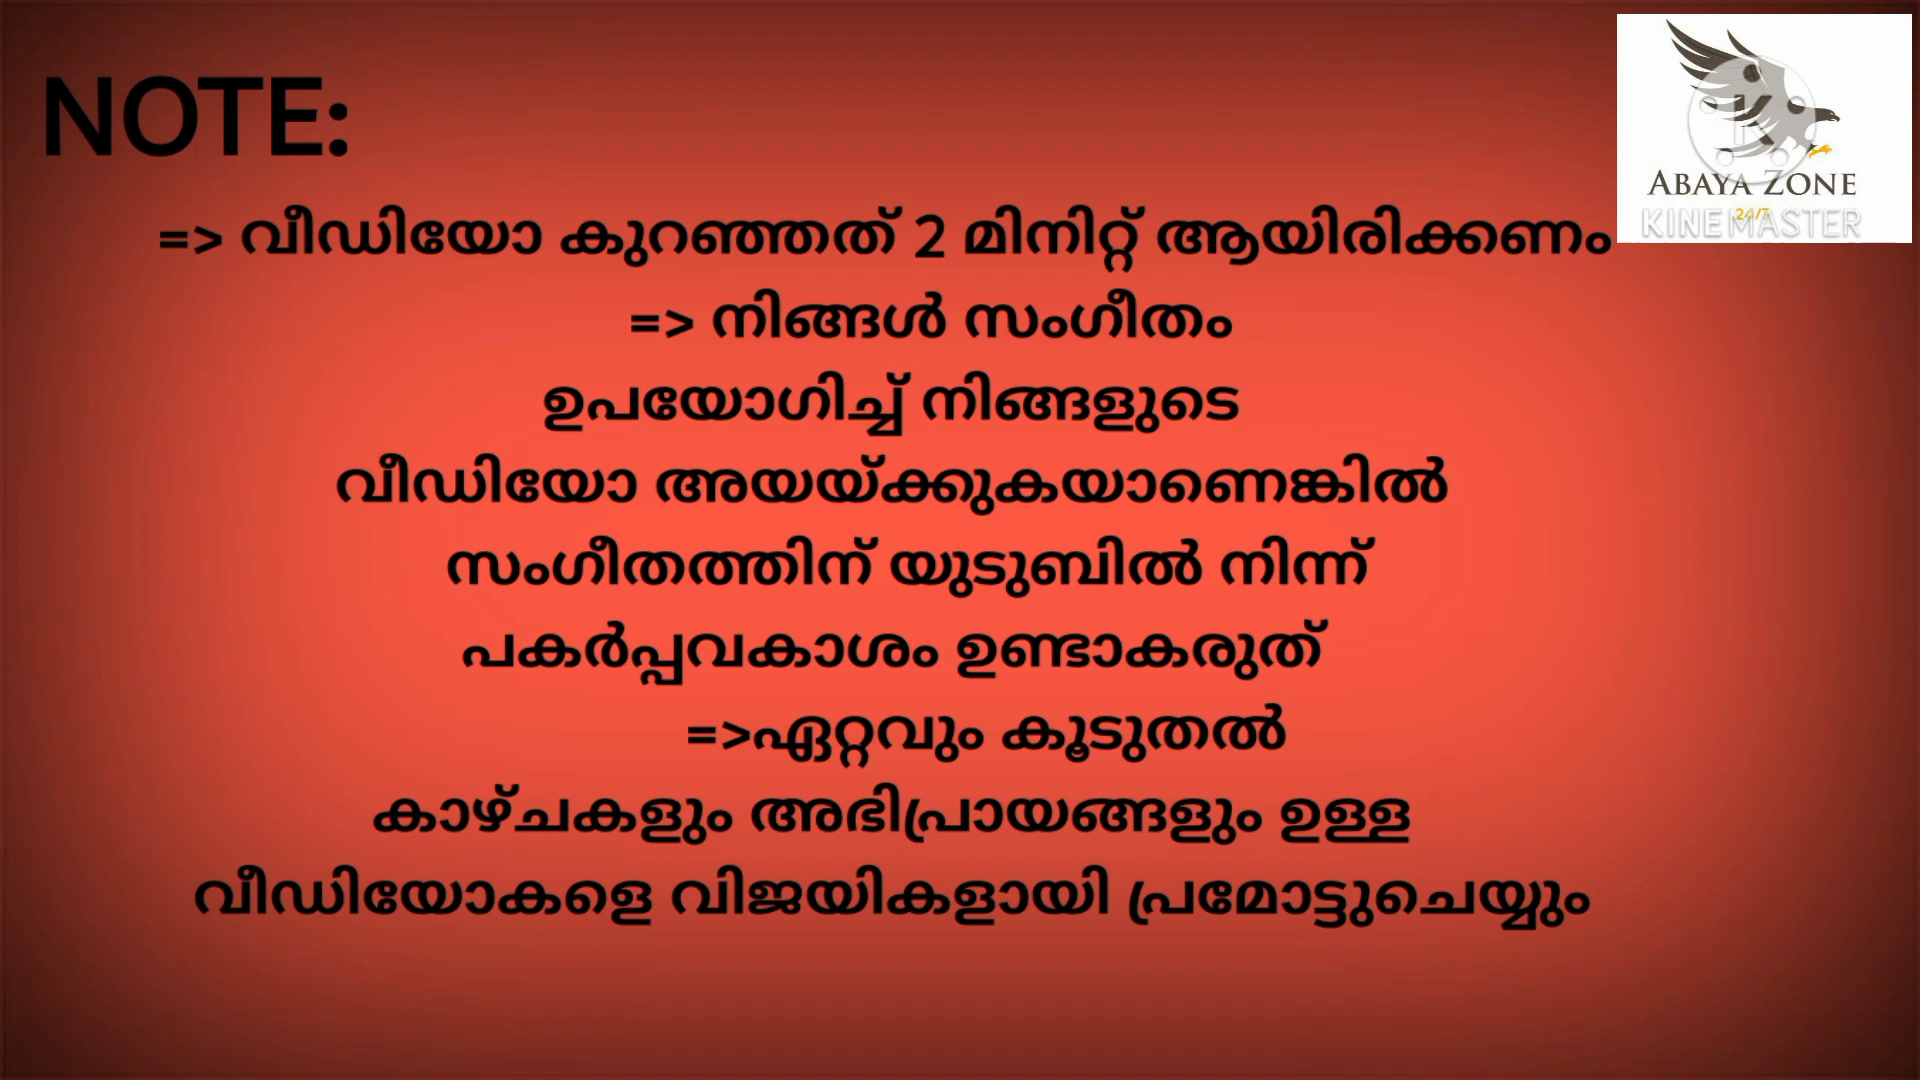 NOTE:
=> വീഡിയോ കുറഞ്ഞത് 2 മിനിറ്റ് ആയിരിക്കണം
=> നിങ്ങൾ സംഗീതം
ഉപയോഗിച്ച് നിങ്ങളുടെ
വീഡിയോ അയയ്ക്കുകയാണെങ്കിൽ
സംഗീതത്തിന് യുടുബിൽ നിന്ന്
പകർപ്പവകാശം ഉണ്ടാകരുത്
=>ഏറ്റവും കൂടുതൽ
കാഴ്ചകളും അഭിപ്രായങ്ങളും ഉള്ള
വീഡിയോകളെ വിജയികളായി പ്രമോട്ടുചെയ്യും
K
ABAYA ZONE
24/7
KINEMASTER